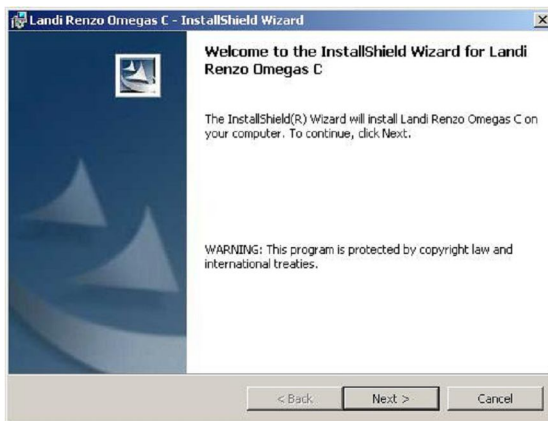 Landi Renzo Omegas C - InstallShield Wizard
Welcome to the InstallShield Wizard for Landi
Renzo Omegas C
The InstallShield(R) Wizard will install Landi Renzo Omegas C on
your computer. To continue, click Next.
WARNING: This program is protected by copyright law and
international treaties.
< Back
Next >
Cancel